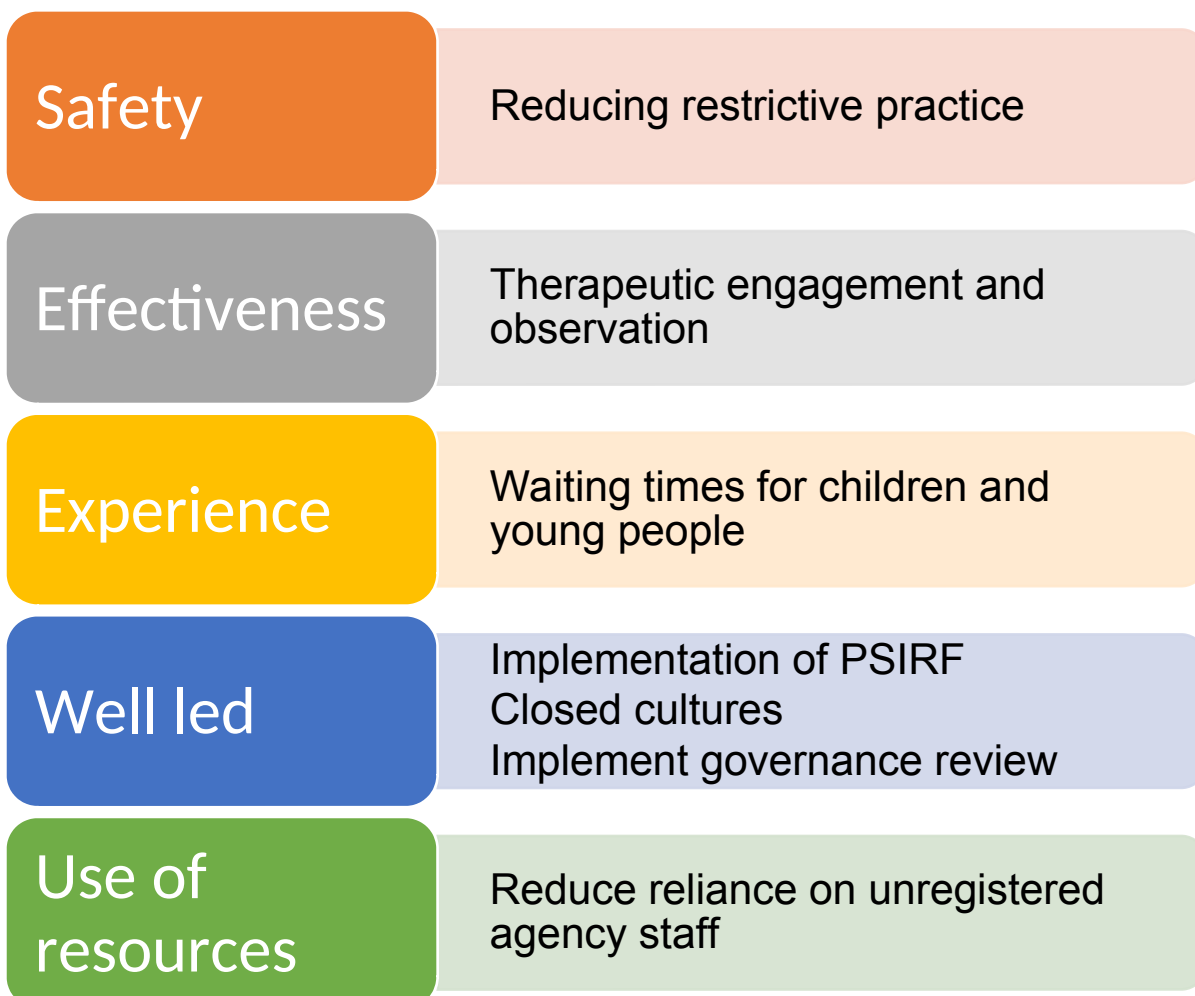 Safety
Reducing restrictive practice
Effectiveness
Therapeutic engagement and
observation
Experience
Waiting times for children and
young people
Well led
Implementation of PSIRF
Closed cultures
Implement governance review
Use of
resources
Reduce reliance on unregistered
agency staff